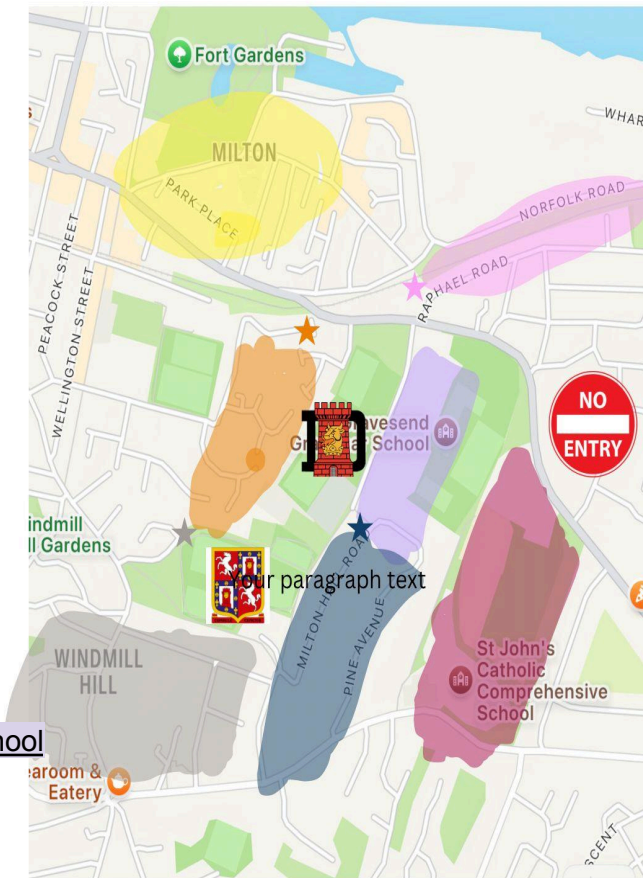 Fort Gardens
WHAR
MILTON
PARK PLACE
NORFOLK ROAD
RAPHAEL ROAD
PEACOCK STREET
WELLINGTON STREET
NO
ENTRY
D
avesend
Gr
ar School
indmill
ll Gardens
Your paragraph text
MILTON H
ROAD
PINE AVENUE
WINDMILL
HILL
St John's
Catholic
Comprehensive
School
hool
earoom &
Eatery
SCENT